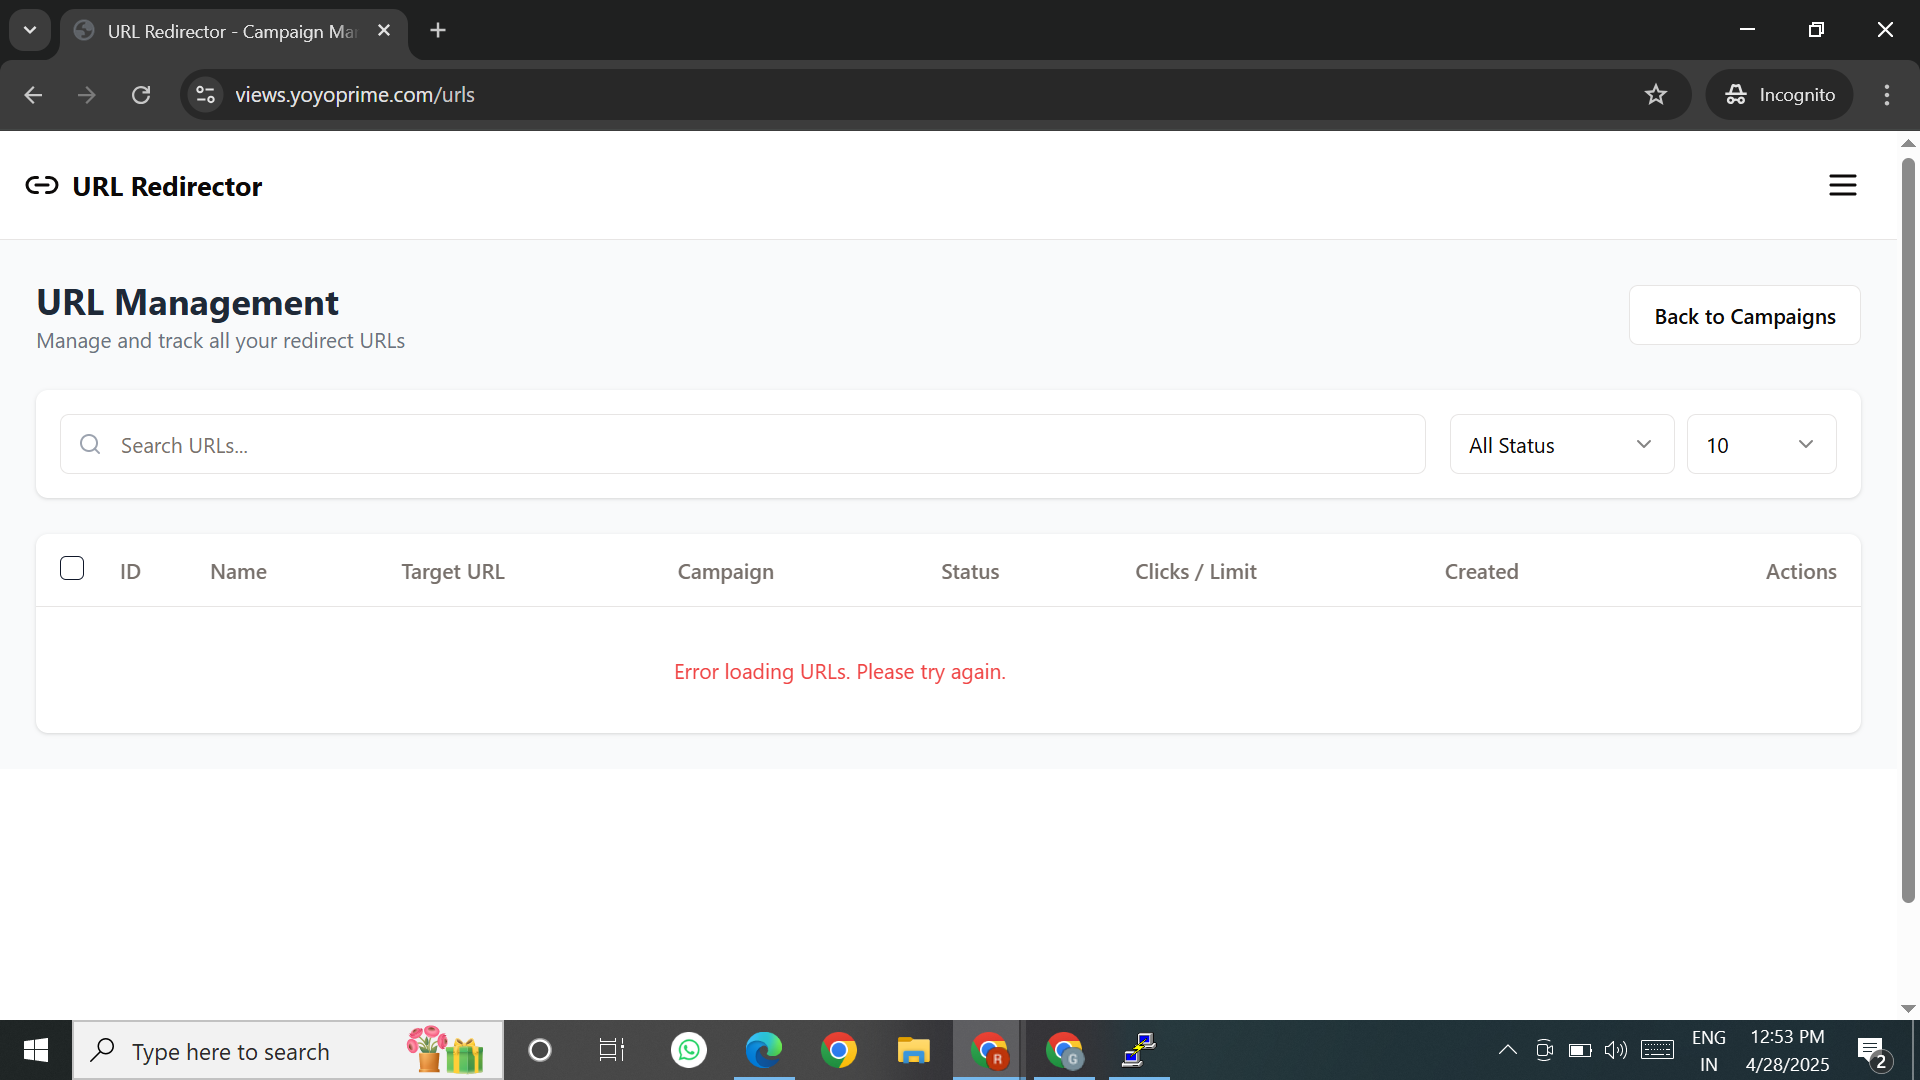 URL Redirector - Campaign Ma
views.yoyoprime.com/urls
Incognito
URL Redirector
URL Management
Manage and track all your redirect URLs
Back to Campaigns
Search URLs...
All Status
10
ID Name Target URL Campaign Status Clicks / Limit Created Actions
Error loading URLs. Please try again.
Type here to search
R
G
ENG
IN
12:53 PM
4/28/2025
2